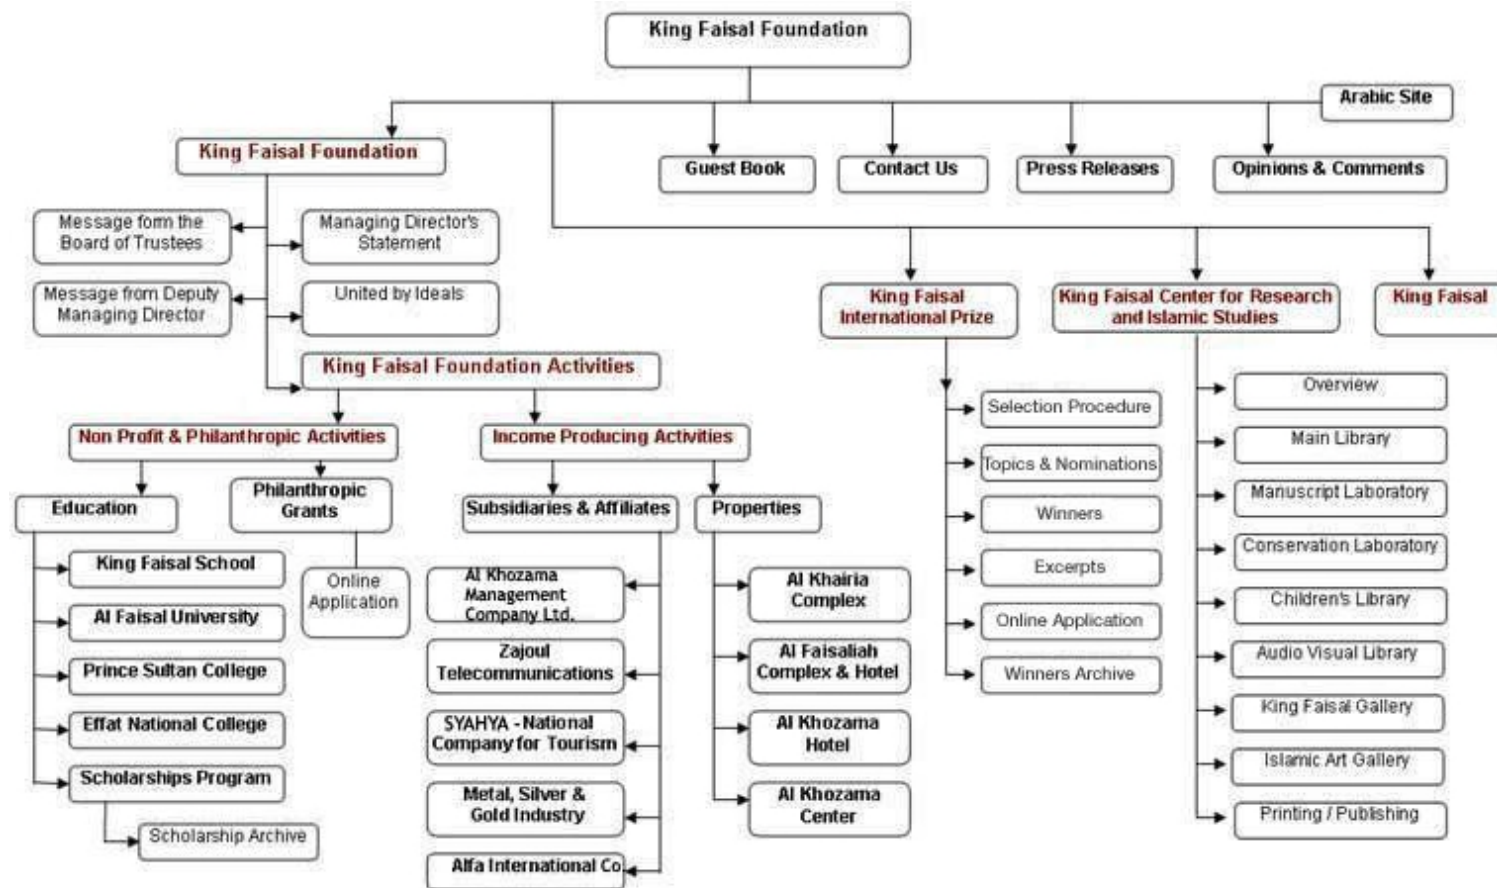 King Faisal Foundation
Arabic Site
King Faisal Foundation
Guest Book
Contact Us
Press Releases
Opinions & Comments
Message form the
Board of Trustees
Managing Director's
Statement
Message from Deputy
Managing Director
United by Ideals
King Faisal
International Prize
King Faisal Center for Research
and Islamic Studies
King Faisal
King Faisal Foundation Activities
Non Profit & Philanthropic Activities
Income Producing Activities
Education
Philanthropic
Grants
Subsidiaries & Affiliates
Properties
King Faisal School
Al Faisal University
Prince Sultan College
Effat National College
Scholarships Program
Scholarship Archive
Online
Application
Al Khozama
Management
Company Ltd.
Zajoul
Telecommunications
SYAHYA - National
Company for Tourism
Metal, Silver &
Gold Industry
Alfa International Co
Al Khairia
Complex
Al Faisaliah
Complex & Hotel
Al Khozama
Hotel
Al Khozama
Center
Selection Procedure
Topics & Nominations
Winners
Excerpts
Online Application
Winners Archive
Overview
Main Library
Manuscript Laboratory
Conservation Laboratory
Children's Library
Audio Visual Library
King Faisal Gallery
Islamic Art Gallery
Printing / Publishing